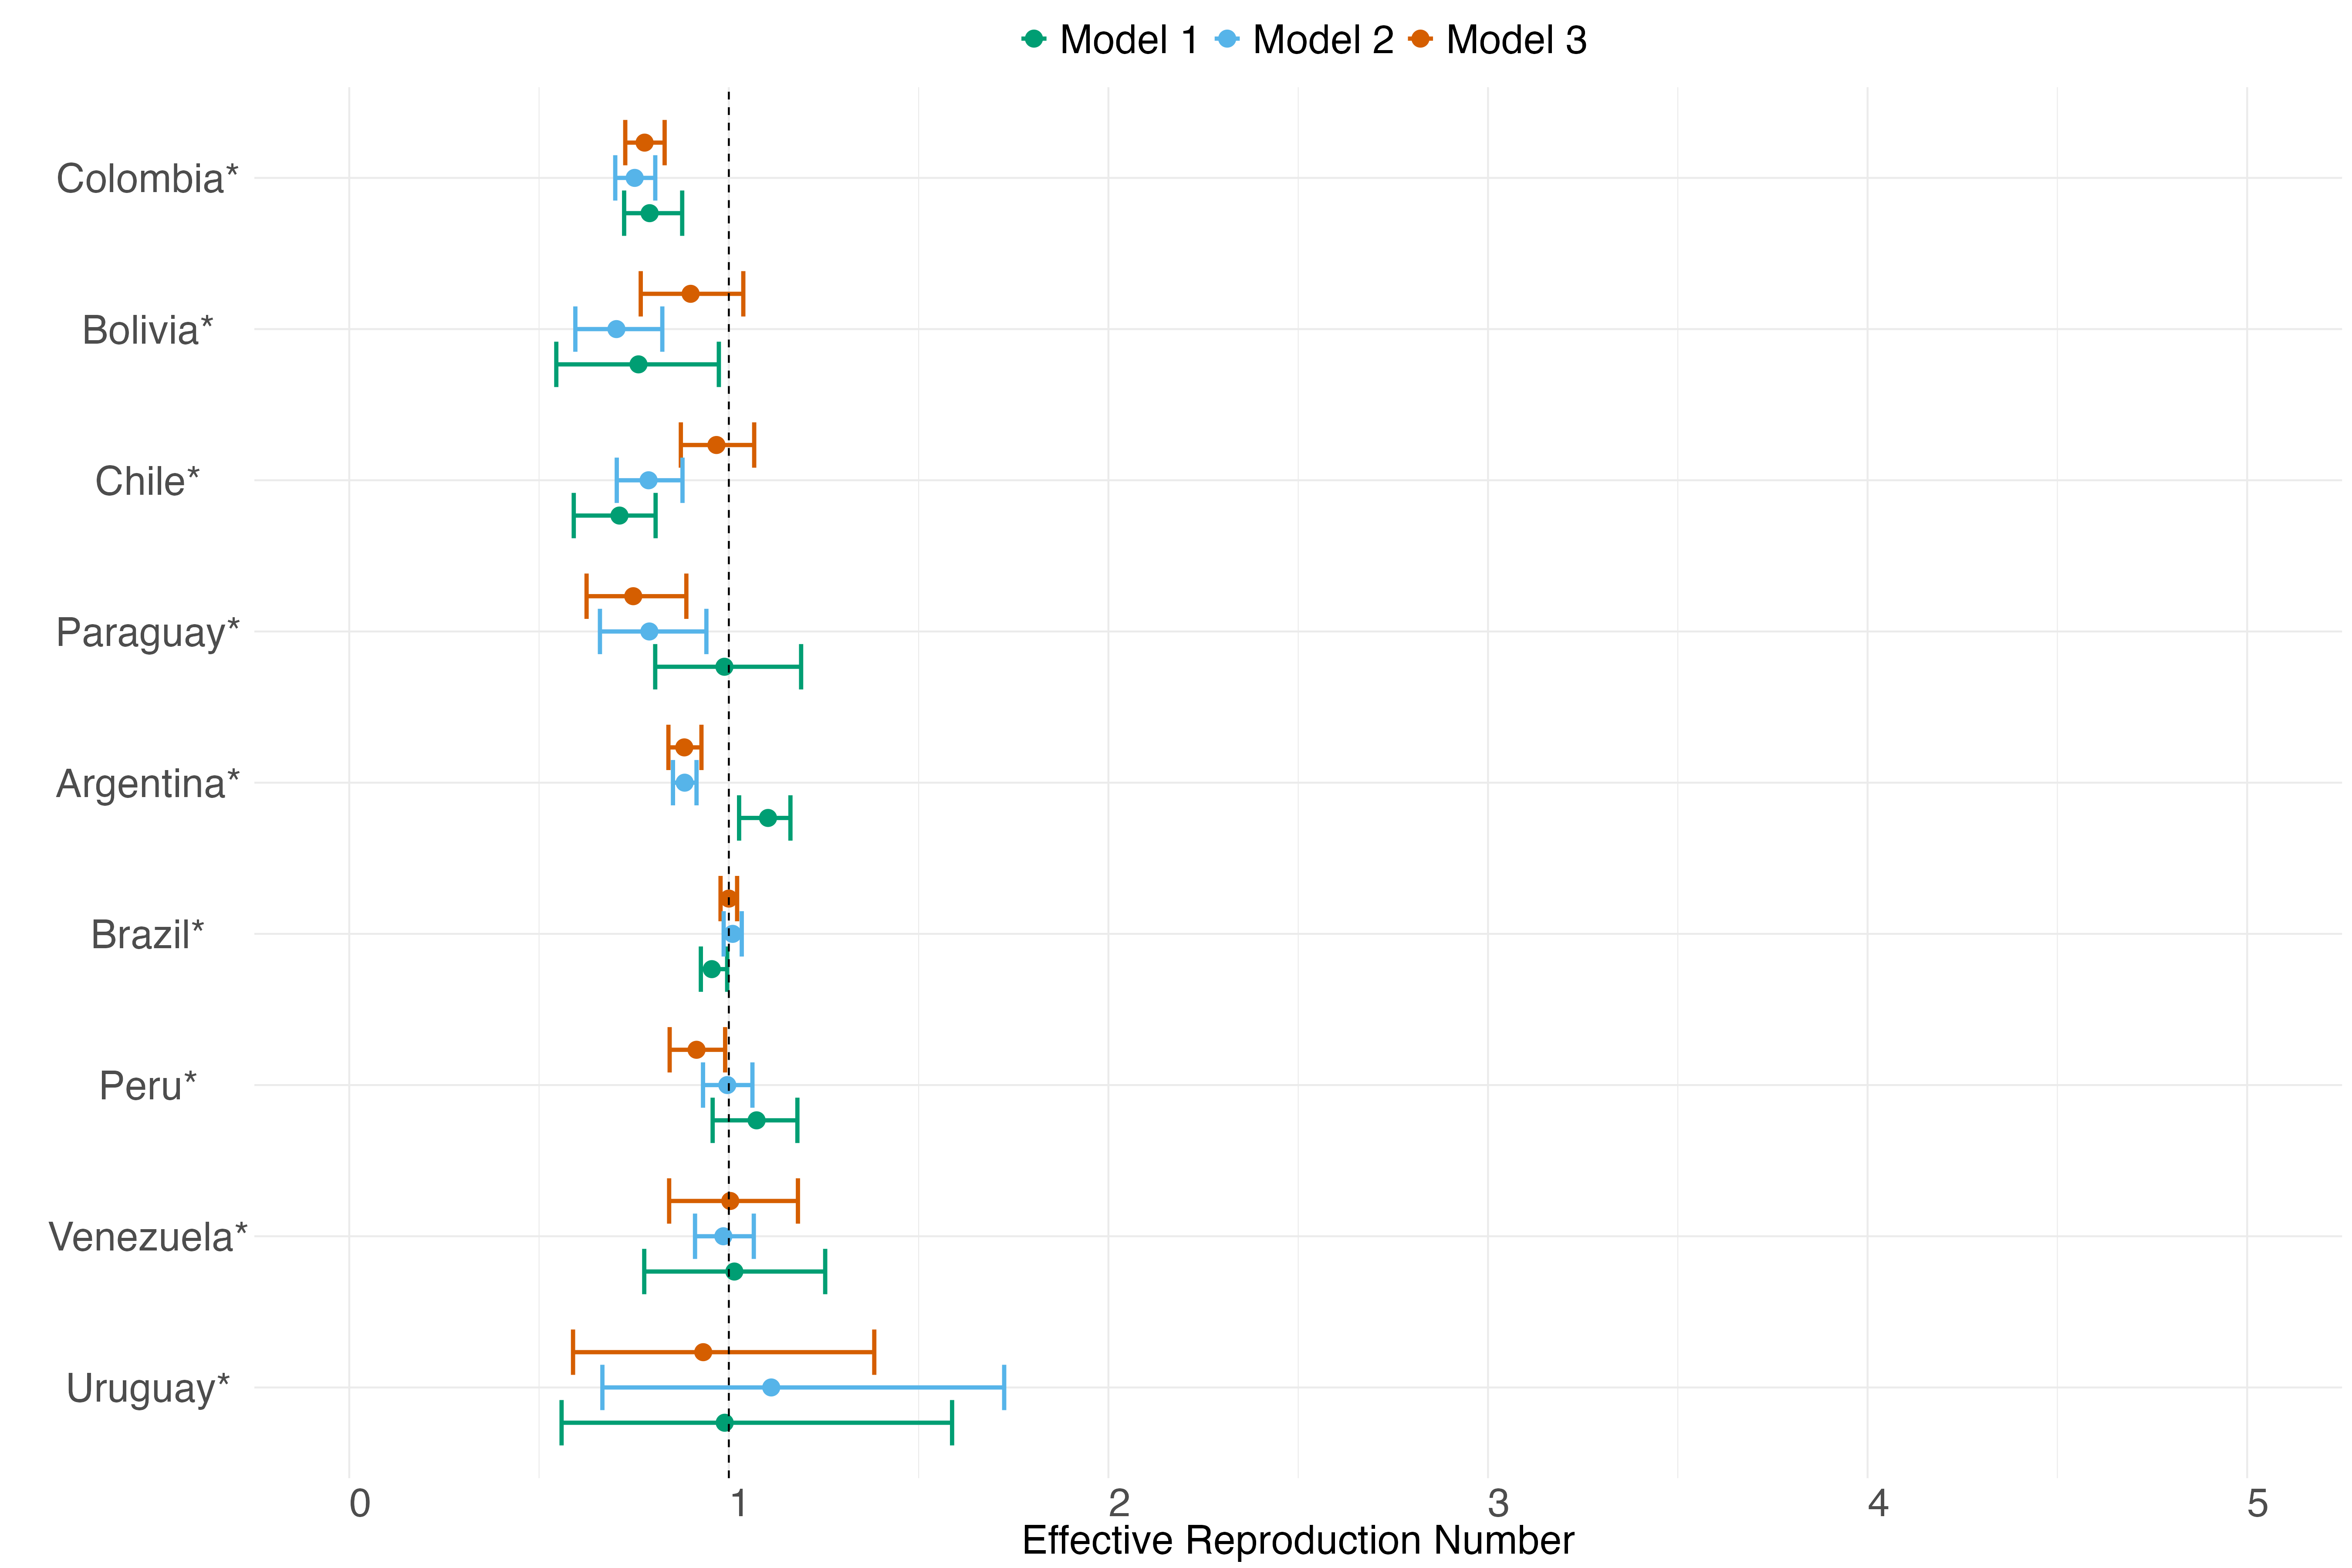 Model 1 Model 2 Model 3
Colombia*
Bolivia*
Chile*
Paraguay*
Argentina*
Brazil*
Peru*
Venezuela*
Uruguay*
0 1 2 3 4 5
Effective Reproduction Number